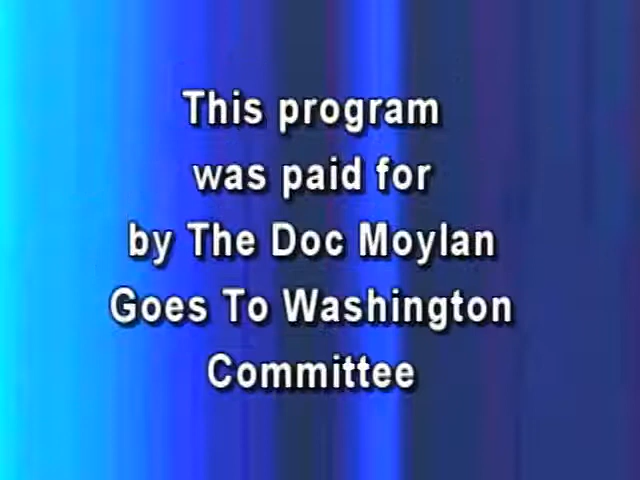 This program
was paid for
by The Doc Moylan
Goes To Washington
Committee